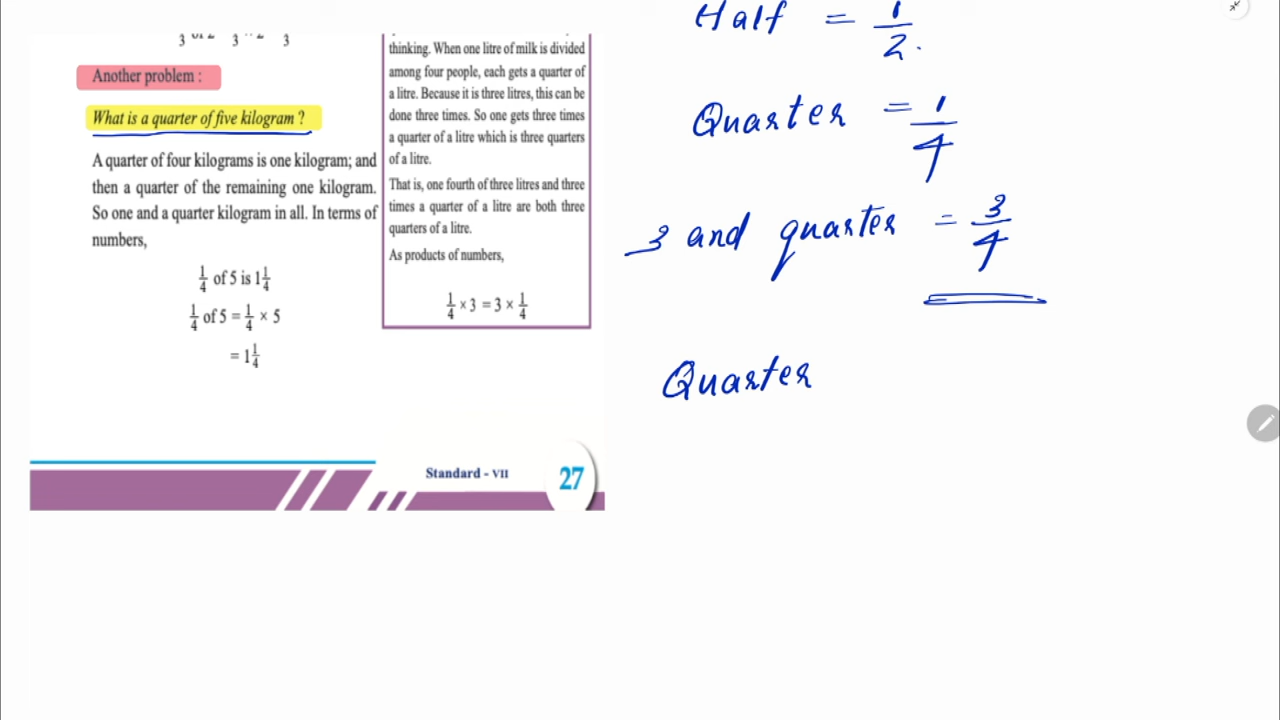 3 of 2 3 × 2 3
Another problem :
What is a quarter of five kilogram ?
A quarter of four kilograms is one kilogram; and
then a quarter of the remaining one kilogram.
So one and a quarter kilogram in all. In terms of
numbers,
1/4 of 5 is 1 1/4
1/4 of 5 = 1/4 × 5
= 1 1/4
thinking. When one litre of milk is divided
among four people, each gets a quarter of
a litre. Because it is three litres, this can be
done three times. So one gets three times
a quarter of a litre which is three quarters
of a litre.
That is, one fourth of three litres and three
times a quarter of a litre are both three
quarters of a litre.
As products of numbers,
1/4 × 3 = 3 × 1/4
Standard - VII
27
Half = 1/2.
Quarter = 1/4
3 and quarter = 3/4
Quarter